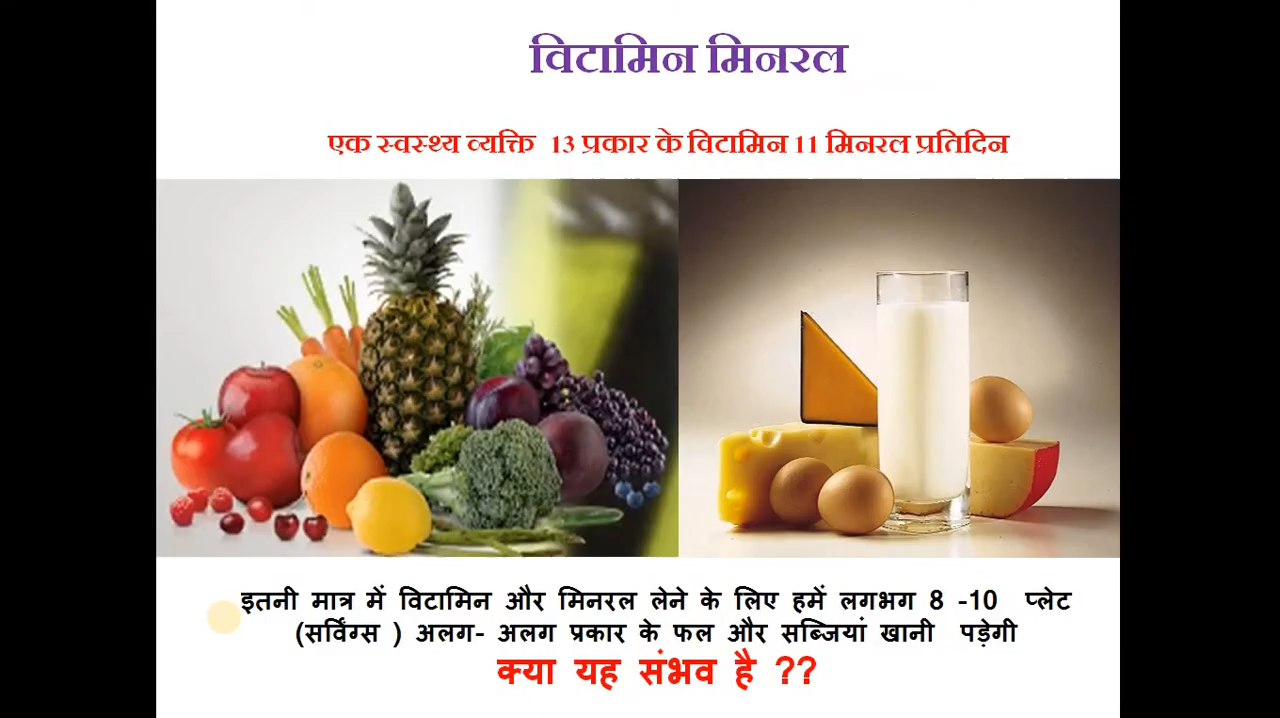 विटामिन मिनरल
एक स्वस्थ्य व्यक्ति 13 प्रकार के विटामिन 11 मिनरल प्रतिदिन
इतनी मात्र में विटामिन और मिनरल लेने के लिए हमें लगभग 8 -10 प्लेट
(सर्विंग्स ) अलग- अलग प्रकार के फल और सब्जियां खानी पड़ेगी
क्या यह संभव है ??